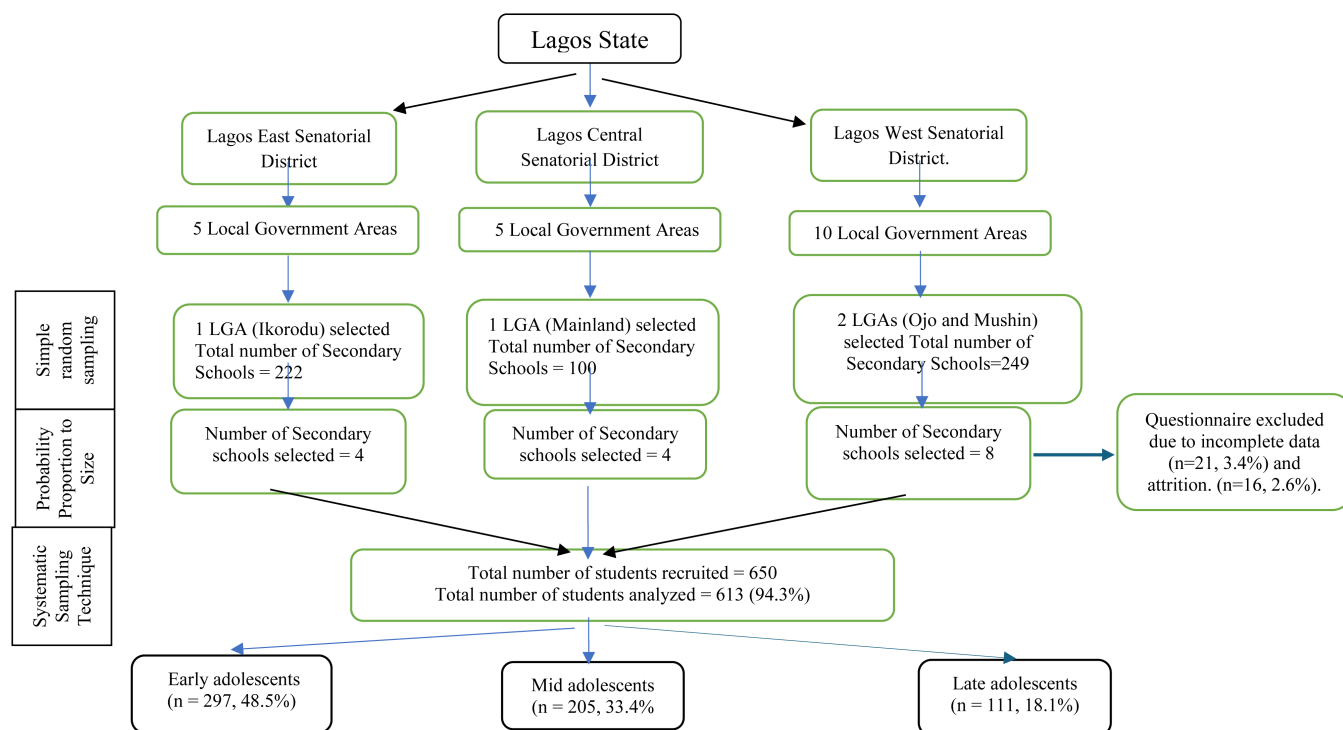 Lagos State
Lagos East Senatorial
District
Lagos Central
Senatorial District
Lagos West Senatorial
District.
5 Local Government Areas
5 Local Government Areas
10 Local Government Areas
Simple
random
sampling
1 LGA (Ikorodu) selected
Total number of Secondary
Schools = 222
1 LGA (Mainland) selected
Total number of Secondary
Schools = 100
2 LGAs (Ojo and Mushin)
selected Total number of
Secondary Schools=249
Probability
Proportion to
Size
Number of Secondary
schools selected = 4
Number of Secondary
schools selected = 4
Number of Secondary
schools selected = 8
Questionnaire excluded
due to incomplete data
(n=21, 3.4%) and
attrition. (n=16, 2.6%).
Systematic
Sampling
Technique
Total number of students recruited = 650
Total number of students analyzed = 613 (94.3%)
Early adolescents
(n = 297, 48.5%)
Mid adolescents
(n = 205, 33.4%
Late adolescents
(n = 111, 18.1%)